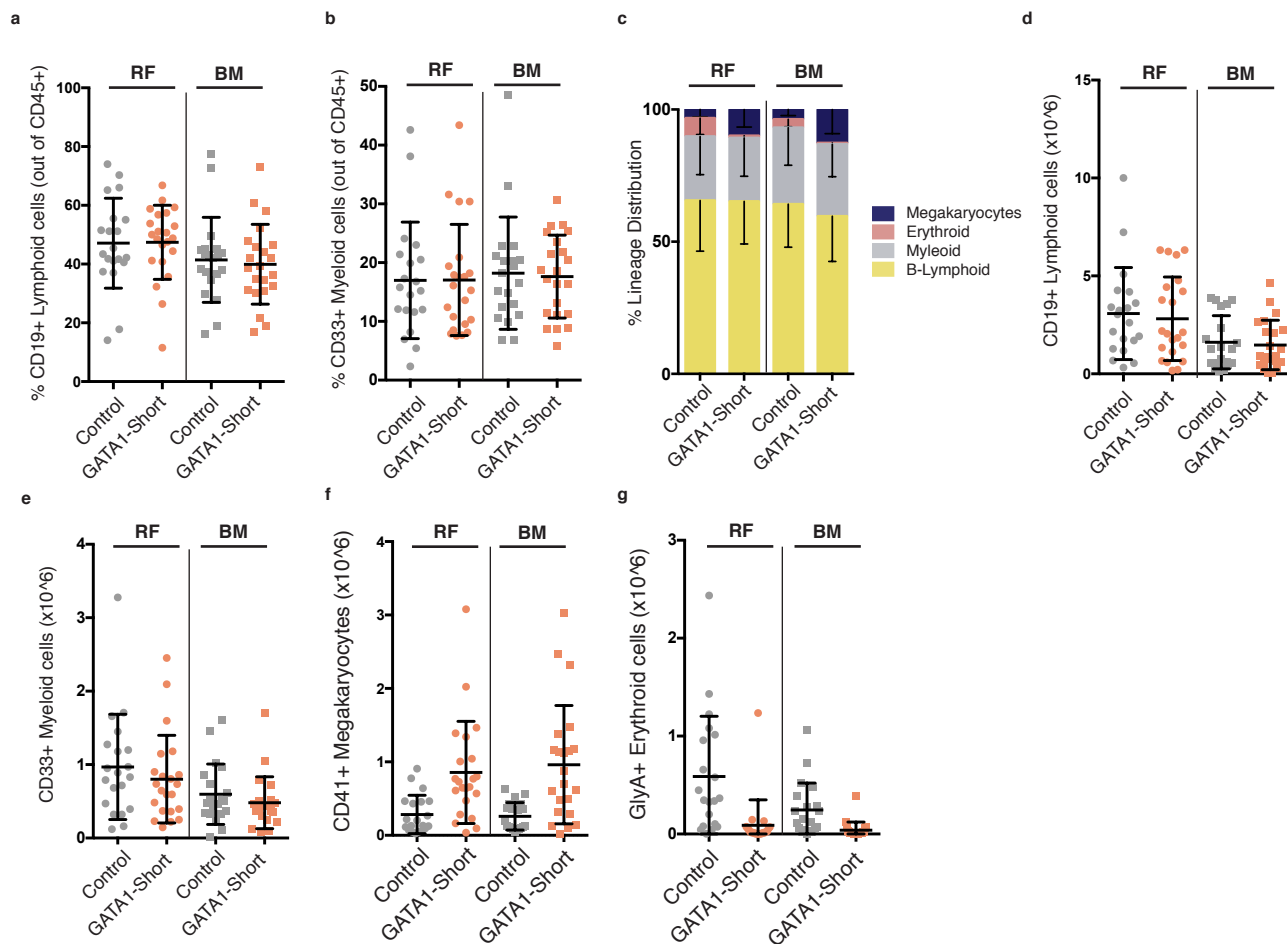 a
RF
BM
% CD19+ Lymphoid cells (out of CD45+)
100
80
60
40
20
0
Control
GATA1-Short
Control
GATA1-Short
b
RF
BM
% CD33+ Myeloid cells (out of CD45+)
50
40
30
20
10
0
Control
GATA1-Short
Control
GATA1-Short
c
RF
BM
% Lineage Distribution
100
50
0
Control
GATA1-Short
Control
GATA1-Short
Megakaryocytes
Erythroid
Myleoid
B-Lymphoid
d
RF
BM
CD19+ Lymphoid cells (x10^6)
15
10
5
0
Control
GATA1-Short
Control
GATA1-Short
e
RF
BM
CD33+ Myeloid cells (x10^6)
4
3
2
1
0
Control
GATA1-Short
Control
GATA1-Short
f
RF
BM
CD41+ Megakaryocytes (x10^6)
4
3
2
1
0
Control
GATA1-Short
Control
GATA1-Short
g
RF
BM
GlyA+ Erythroid cells (x10^6)
3
2
1
0
Control
GATA1-Short
Control
GATA1-Short